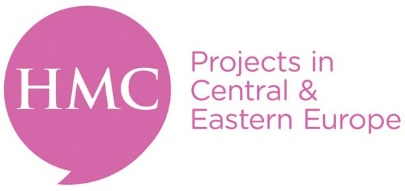 HMC
Projects in
Central &
Eastern Europe